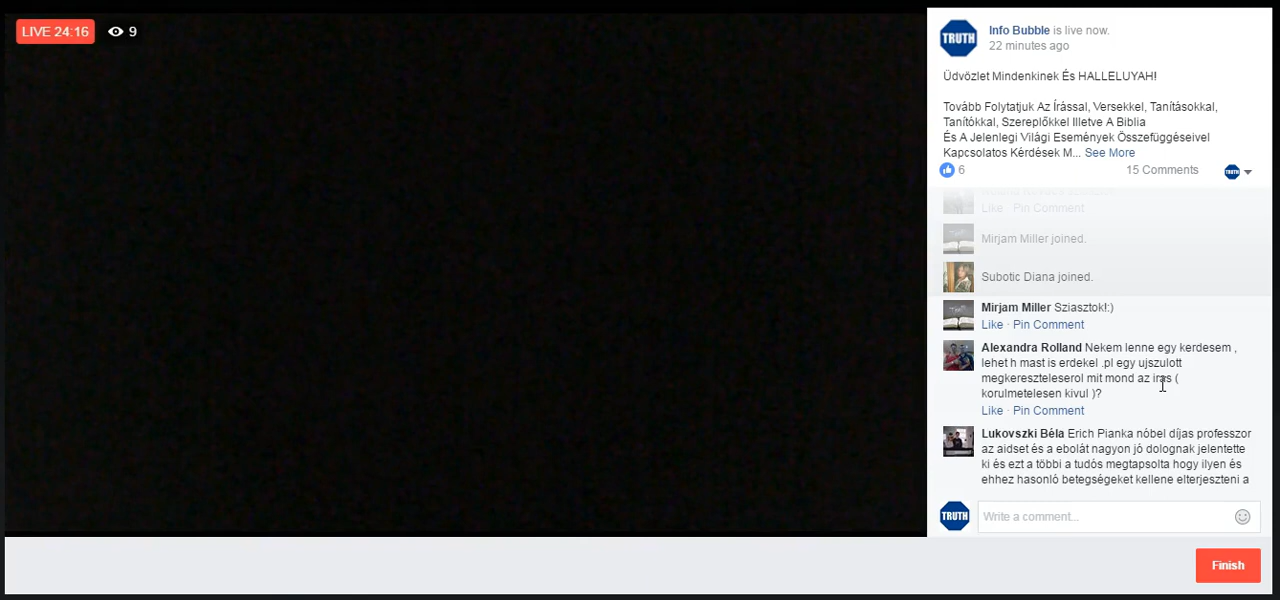 LIVE 24:16
9
TRUTH
Info Bubble is live now.
22 minutes ago
Üdvözlet Mindenkinek És HALLELUYAH!
Tovább Folytatjuk Az Írással, Versekkel, Tanításokkal,
Tanítókkal, Szereplőkkel Illetve A Biblia
És A Jelenlegi Világi Események Összefüggéseivel
Kapcsolatos Kérdések M... See More
6
15 Comments
TRUTH
Like Pin Comment
Mirjam Miller joined.
Subotic Diana joined.
Mirjam Miller Sziasztok!:)
Like · Pin Comment
Alexandra Rolland Nekem lenne egy kerdesem ,
lehet h mast is erdekel .pl egy ujszulott
megkereszteleserol mit mond az iras (
korulmetelesen kivul )?
Like · Pin Comment
Lukovszki Béla Erich Pianka nóbel díjas professzor
az aidset és a ebolát nagyon jó dolognak jelentette
ki és ezt a többi a tudós megtapsolta hogy ilyen és
ehhez hasonló betegségeket kellene elterjeszteni a
TRUTH
Write a comment...
Finish